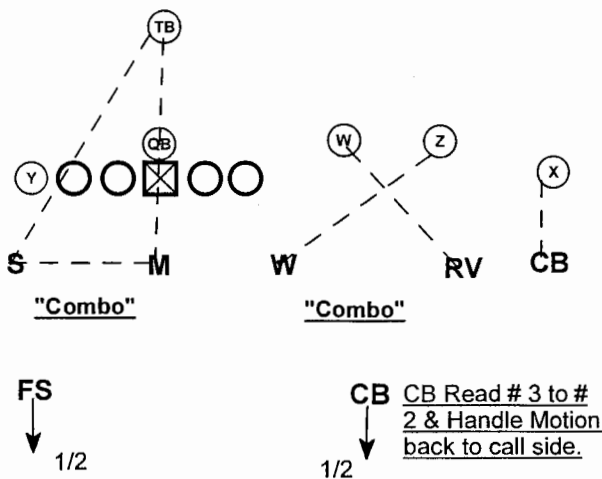 TB
QB
W Z
Y X
S M W RV CB
"Combo" "Combo"
FS CB CB Read # 3 to #
2 & Handle Motion
back to call side.
1/2 1/2